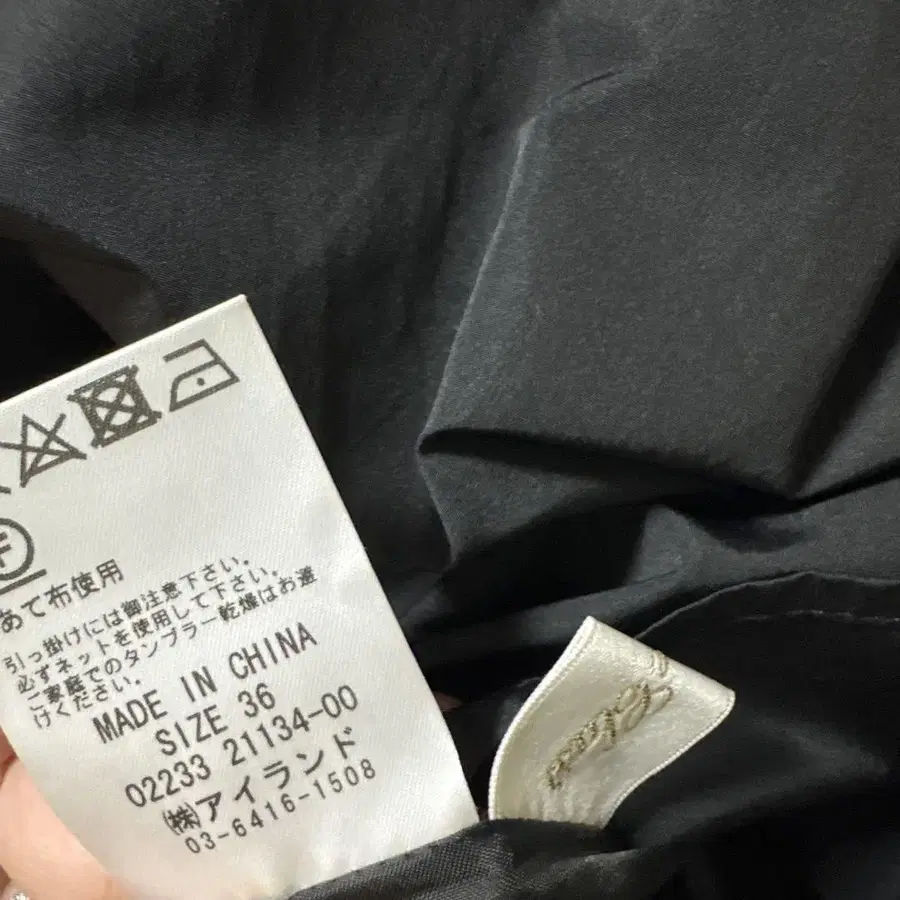 F
あて布使用
引っ掛けには御注意下さい。
必ずネットを使用して下さい。
ご家庭でのタンブラー乾燥はお避
けください。
MADE IN CHINA
SIZE 36
02233 21134-00
㈱アイランド
03-6416-1508